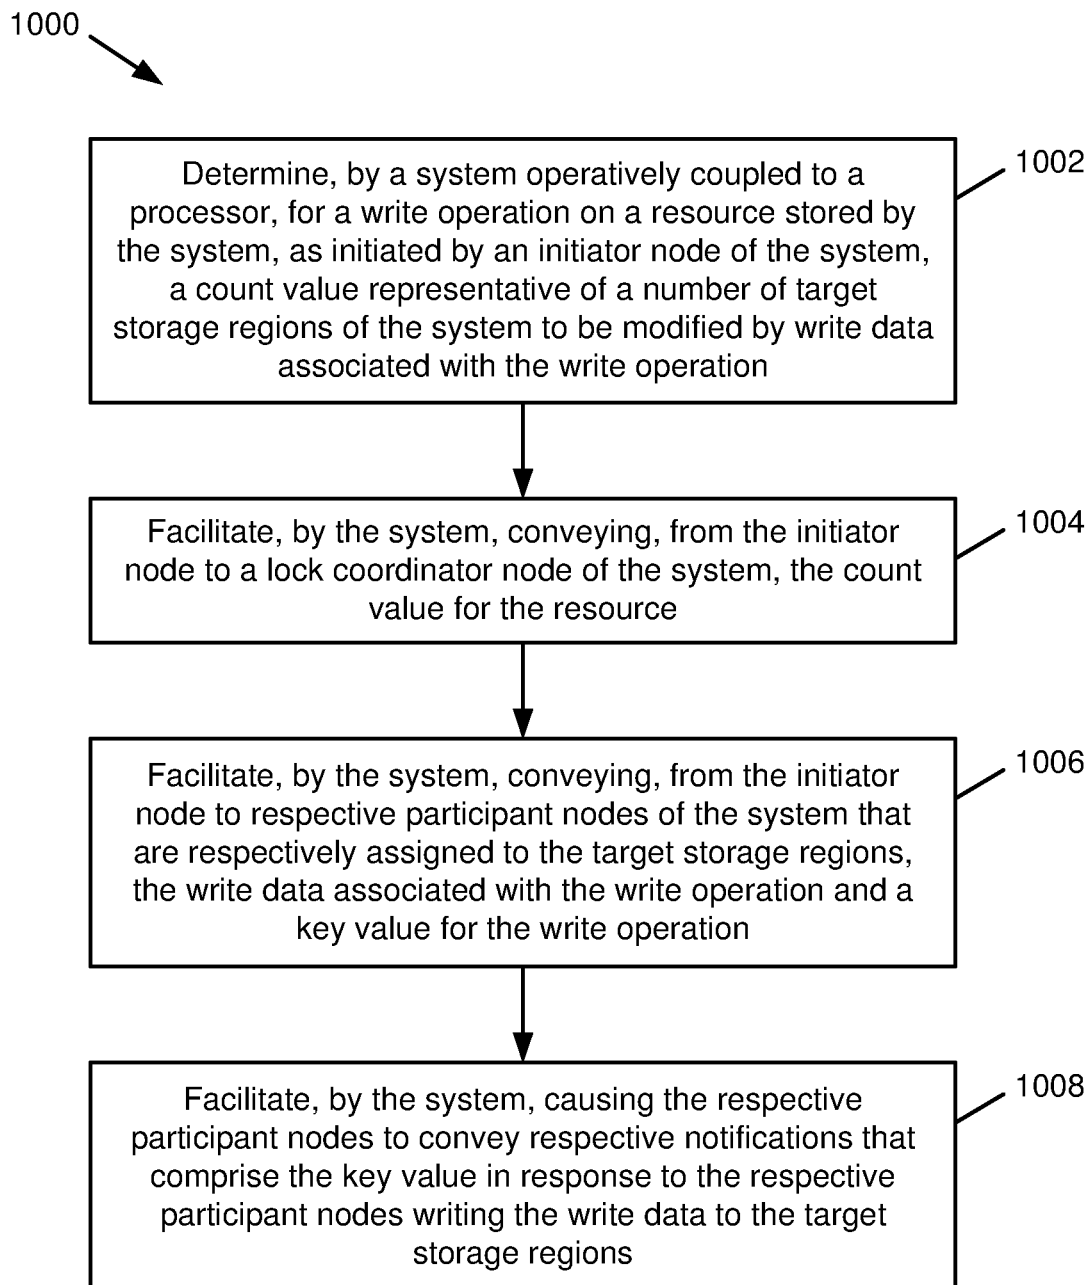 1000
Determine, by a system operatively coupled to a
processor, for a write operation on a resource stored by
the system, as initiated by an initiator node of the system,
a count value representative of a number of target
storage regions of the system to be modified by write data
associated with the write operation
1002
Facilitate, by the system, conveying, from the initiator
node to a lock coordinator node of the system, the count
value for the resource
1004
Facilitate, by the system, conveying, from the initiator
node to respective participant nodes of the system that
are respectively assigned to the target storage regions,
the write data associated with the write operation and a
key value for the write operation
1006
Facilitate, by the system, causing the respective
participant nodes to convey respective notifications that
comprise the key value in response to the respective
participant nodes writing the write data to the target
storage regions
1008